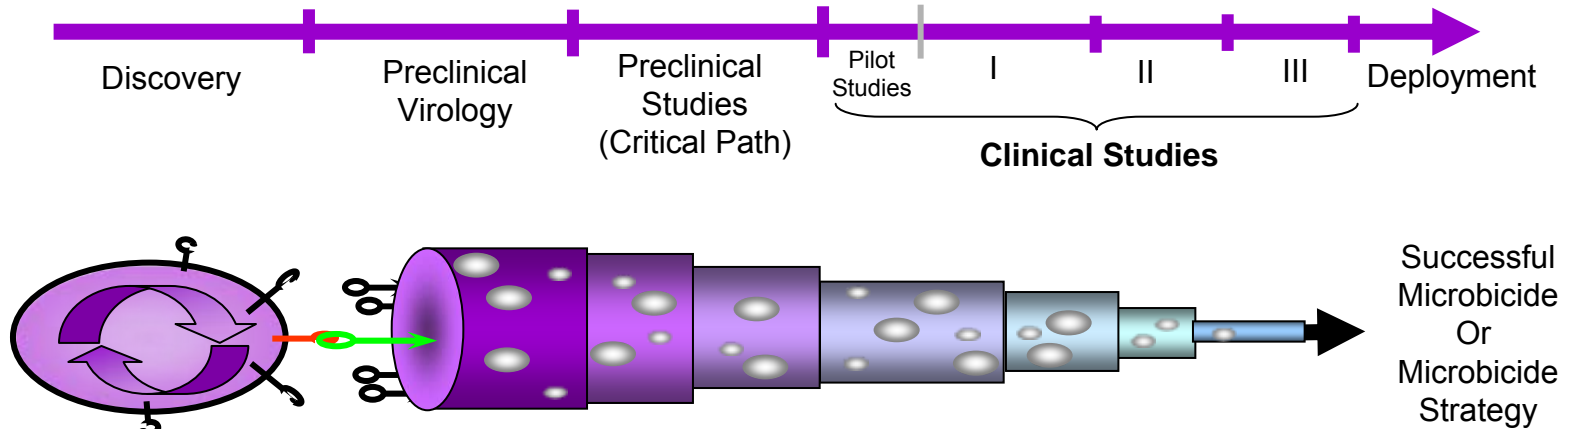 Discovery
Preclinical
Virology
Preclinical
Studies
(Critical Path)
Pilot
Studies
I
II
III
Deployment
Clinical Studies
Successful
Microbicide
Or
Microbicide
Strategy